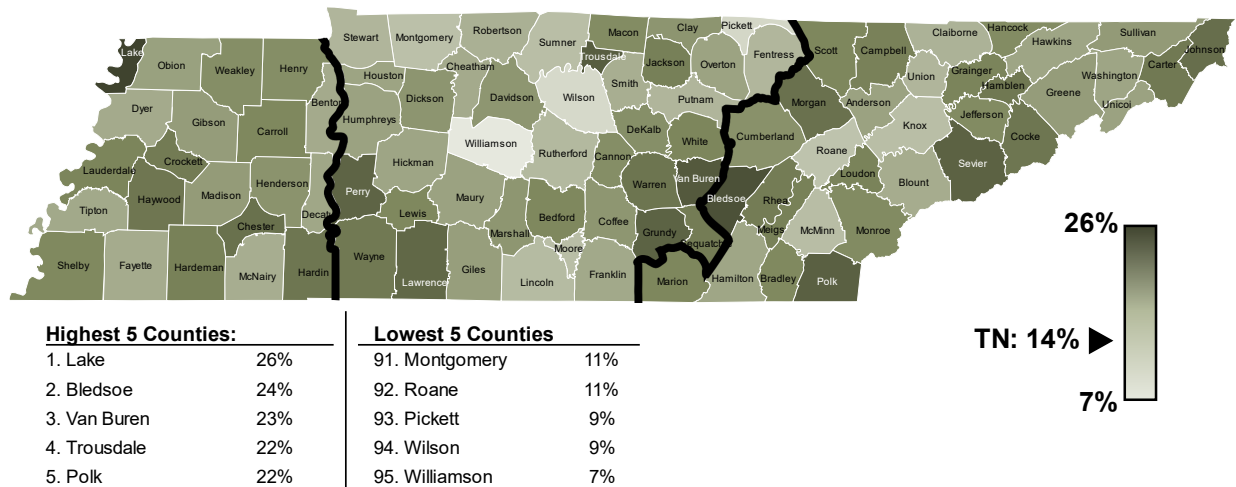 Stewart
Montgomery
Robertson
Sumner
Macon
Clay
Pickett
Scott
Campbell
Claiborne
Hancock
Hawkins
Sullivan
Johnson
Lake
Obion
Weakley
Henry
Houston
Cheatham
Trousdale
Jackson
Overton
Fentress
Union
Grainger
Hamblen
Washington
Carter
Dyer
Gibson
Carroll
Benton
Humphreys
Dickson
Davidson
Wilson
Smith
Putnam
Morgan
Anderson
Knox
Jefferson
Greene
Unicoi
Lauderdale
Crockett
Hickman
Williamson
Rutherford
Cannon
DeKalb
White
Cumberland
Roane
Cocke
Sevier
Tipton
Haywood
Madison
Henderson
Perry
Maury
Warren
Van Buren
Bledsoe
Rhea
Loudon
Blount
Chester
Decatu
Lewis
Marshall
Bedford
Coffee
Grundy
Sequatch
Meigs
McMinn
Monroe
Shelby
Fayette
Hardeman
McNairy
Hardin
Wayne
Lawrence
Giles
Lincoln
Moore
Franklin
Marion
Hamilton
Bradley
Polk
26%
TN: 14%
7%
Highest 5 Counties:
1. Lake 26%
2. Bledsoe 24%
3. Van Buren 23%
4. Trousdale 22%
5. Polk 22%
Lowest 5 Counties
91. Montgomery 11%
92. Roane 11%
93. Pickett 9%
94. Wilson 9%
95. Williamson 7%